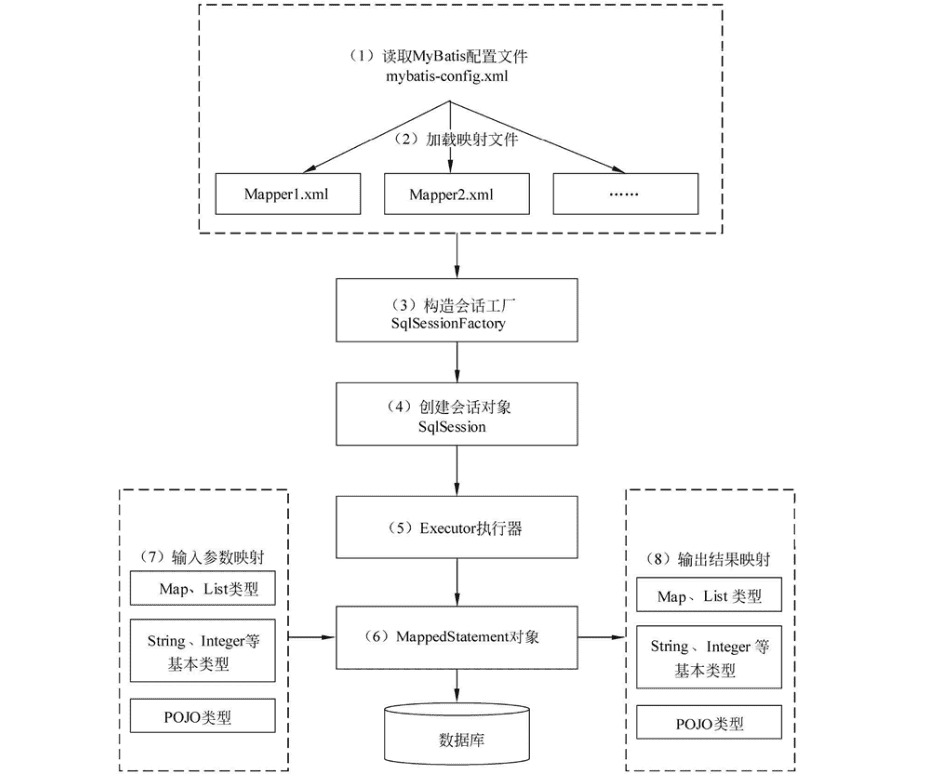 （1）读取MyBatis配置文件
mybatis-config.xml
（2）加载映射文件
Mapper1.xml
Mapper2.xml
……
（3）构造会话工厂
SqlSessionFactory
（4）创建会话对象
SqlSession
（5）Executor执行器
（7）输入参数映射
Map、List类型
String、Integer等
基本类型
POJO类型
（6）MappedStatement对象
（8）输出结果映射
Map、List 类型
String、Integer 等
基本类型
POJO类型
数据库